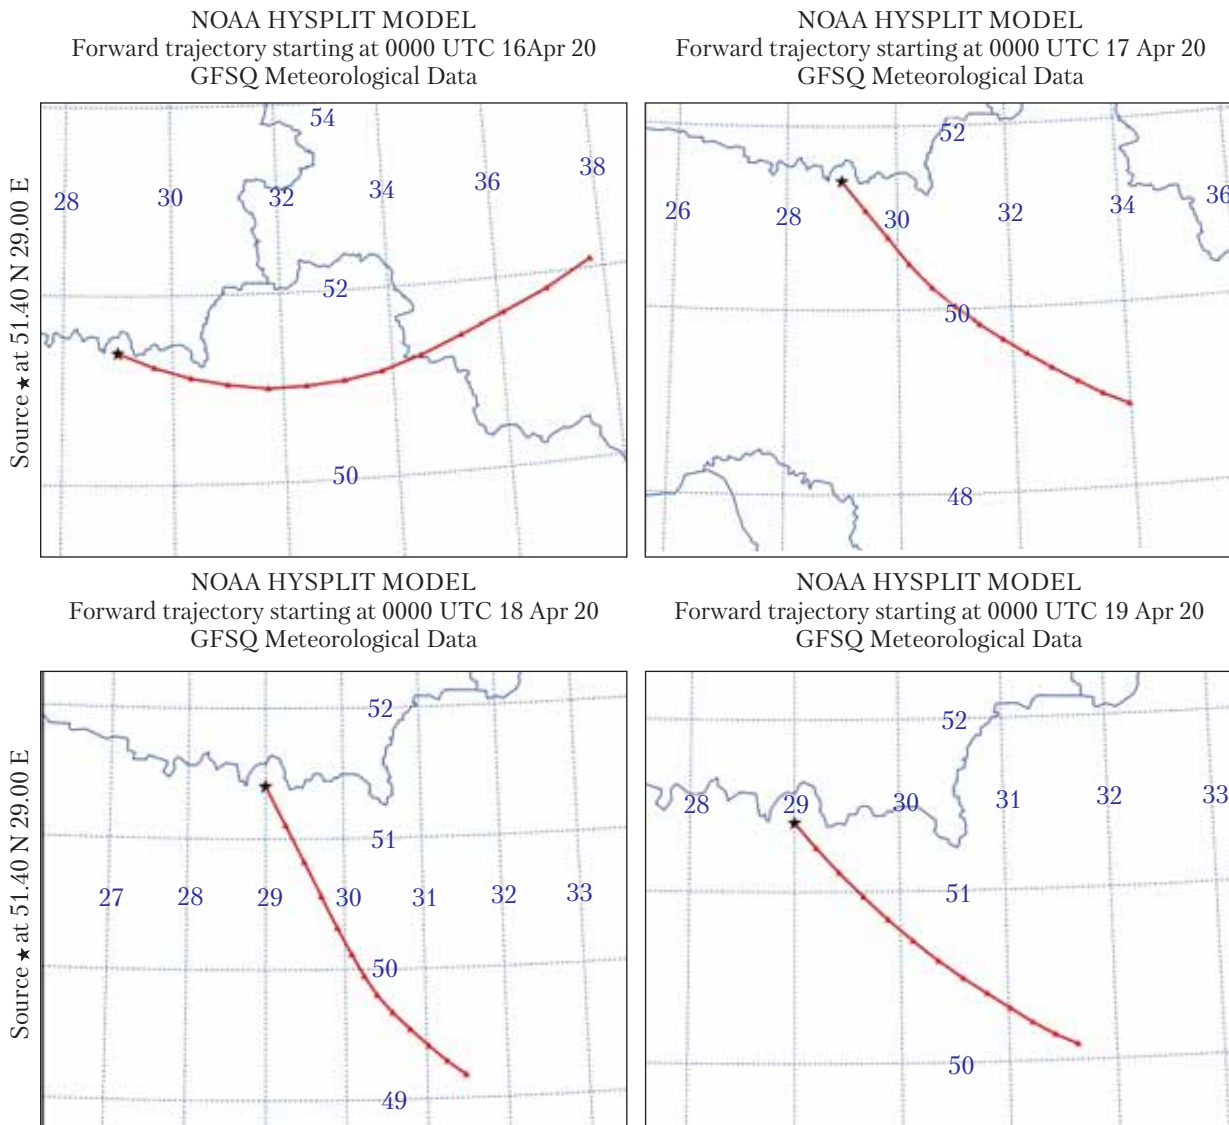 NOAA HYSPLIT MODEL
Forward trajectory starting at 0000 UTC 16Apr 20
GFSQ Meteorological Data
Source ★ at 51.40 N 29.00 E
54
28
30
32
34
36
38
52
50
NOAA HYSPLIT MODEL
Forward trajectory starting at 0000 UTC 17 Apr 20
GFSQ Meteorological Data
52
26
28
30
32
34
36
50
48
NOAA HYSPLIT MODEL
Forward trajectory starting at 0000 UTC 18 Apr 20
GFSQ Meteorological Data
Source ★ at 51.40 N 29.00 E
52
51
27
28
29
30
31
32
33
50
49
NOAA HYSPLIT MODEL
Forward trajectory starting at 0000 UTC 19 Apr 20
GFSQ Meteorological Data
52
28
29
30
31
32
33
51
50